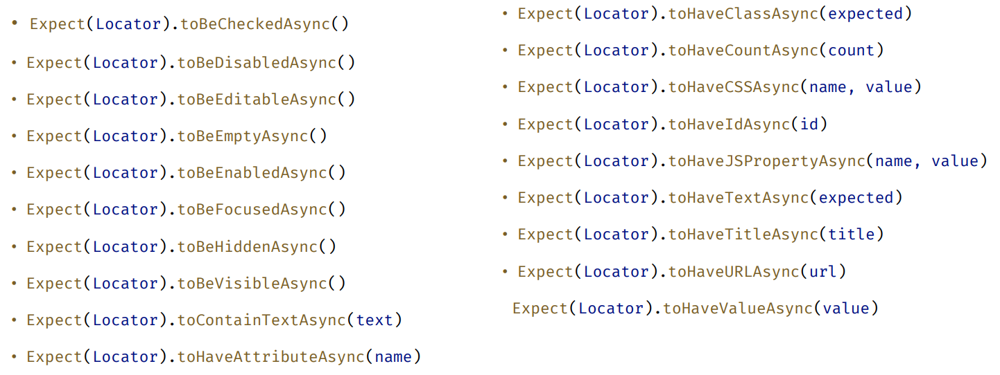 • Expect(Locator).toBeCheckedAsync()
• Expect(Locator).toBeDisabledAsync()
• Expect(Locator).toBeEditableAsync()
• Expect(Locator).toBeEmptyAsync()
• Expect(Locator).toBeEnabledAsync()
• Expect(Locator).toBeFocusedAsync()
• Expect(Locator).toBeHiddenAsync()
• Expect(Locator).toBeVisibleAsync()
• Expect(Locator).toContainTextAsync(text)
• Expect(Locator).toHaveAttributeAsync(name)
• Expect(Locator).toHaveClassAsync(expected)
• Expect(Locator).toHaveCountAsync(count)
• Expect(Locator).toHaveCSSAsync(name, value)
• Expect(Locator).toHaveIdAsync(id)
• Expect(Locator).toHaveJSPropertyAsync(name, value)
• Expect(Locator).toHaveTextAsync(expected)
• Expect(Locator).toHaveTitleAsync(title)
• Expect(Locator).toHaveURLAsync(url)
Expect(Locator).toHaveValueAsync(value)